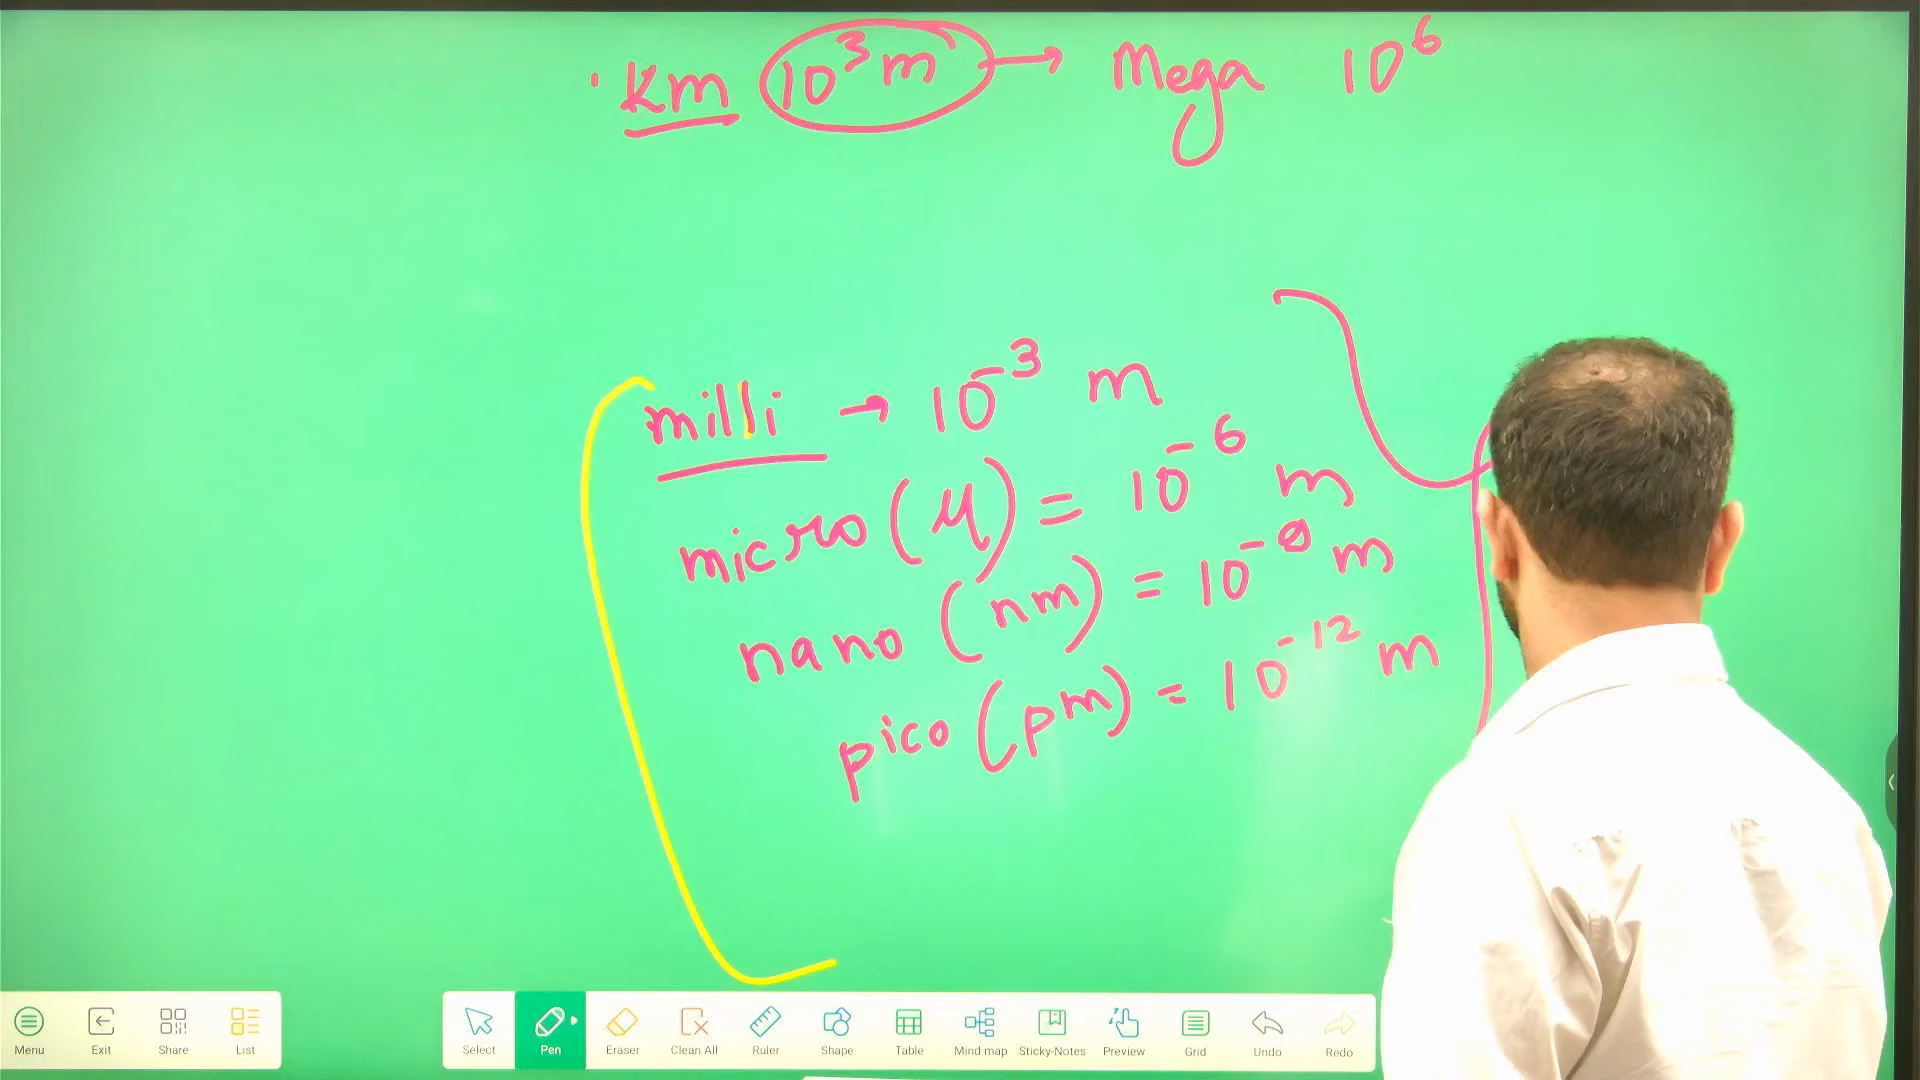 km 10³m → Mega 10⁶
milli → 10⁻³ m
micro (μ) = 10⁻⁶ m
nano (nm) = 10⁻⁹ m
pico (pm) = 10⁻¹² m
Menu Exit Share List Select Pen Eraser Clean All Ruler Shape Table Mind map Sticky-Notes Preview Grid Undo Redo